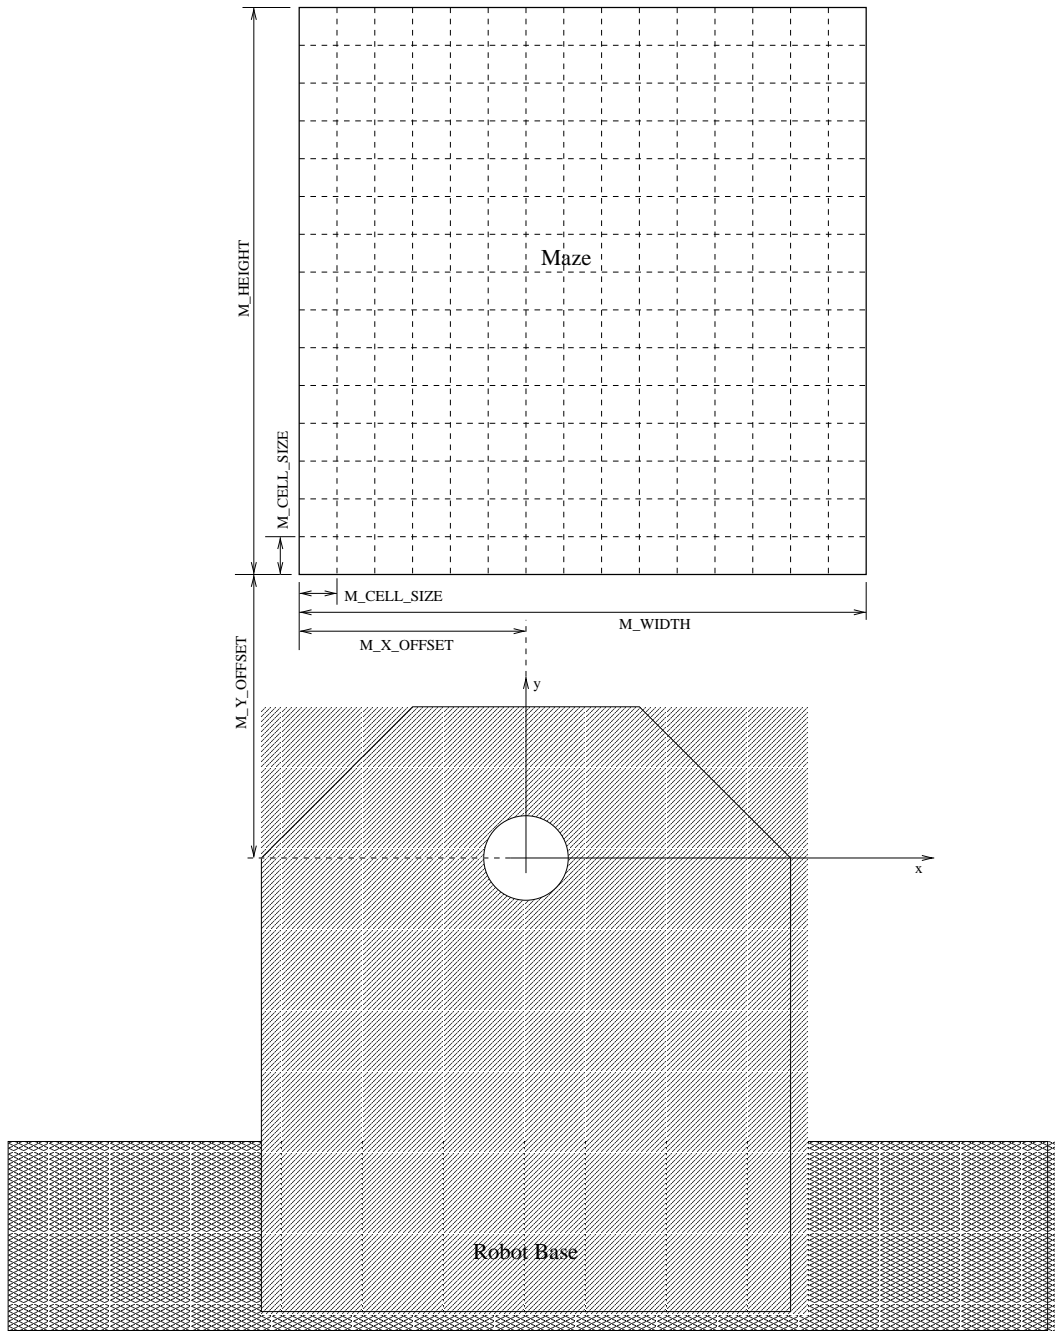 M_HEIGHT
Maze
M_CELL_SIZE
M_CELL_SIZE
M_WIDTH
M_X_OFFSET
M_Y_OFFSET
y
x
Robot Base